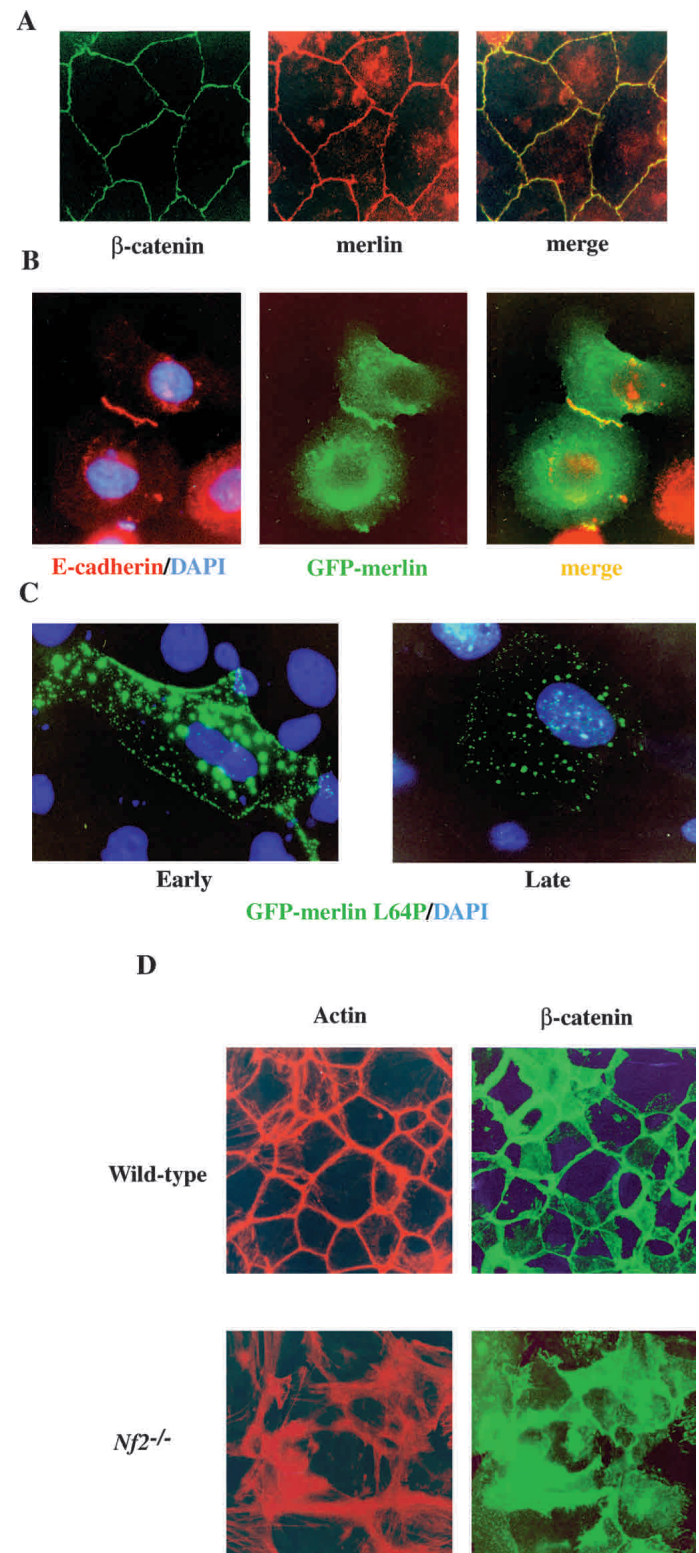 A
β-catenin merlin merge
B
E-cadherin/DAPI GFP-merlin merge
C
Early Late
GFP-merlin L64P/DAPI
D
Actin β-catenin
Wild-type
Nf2-/-